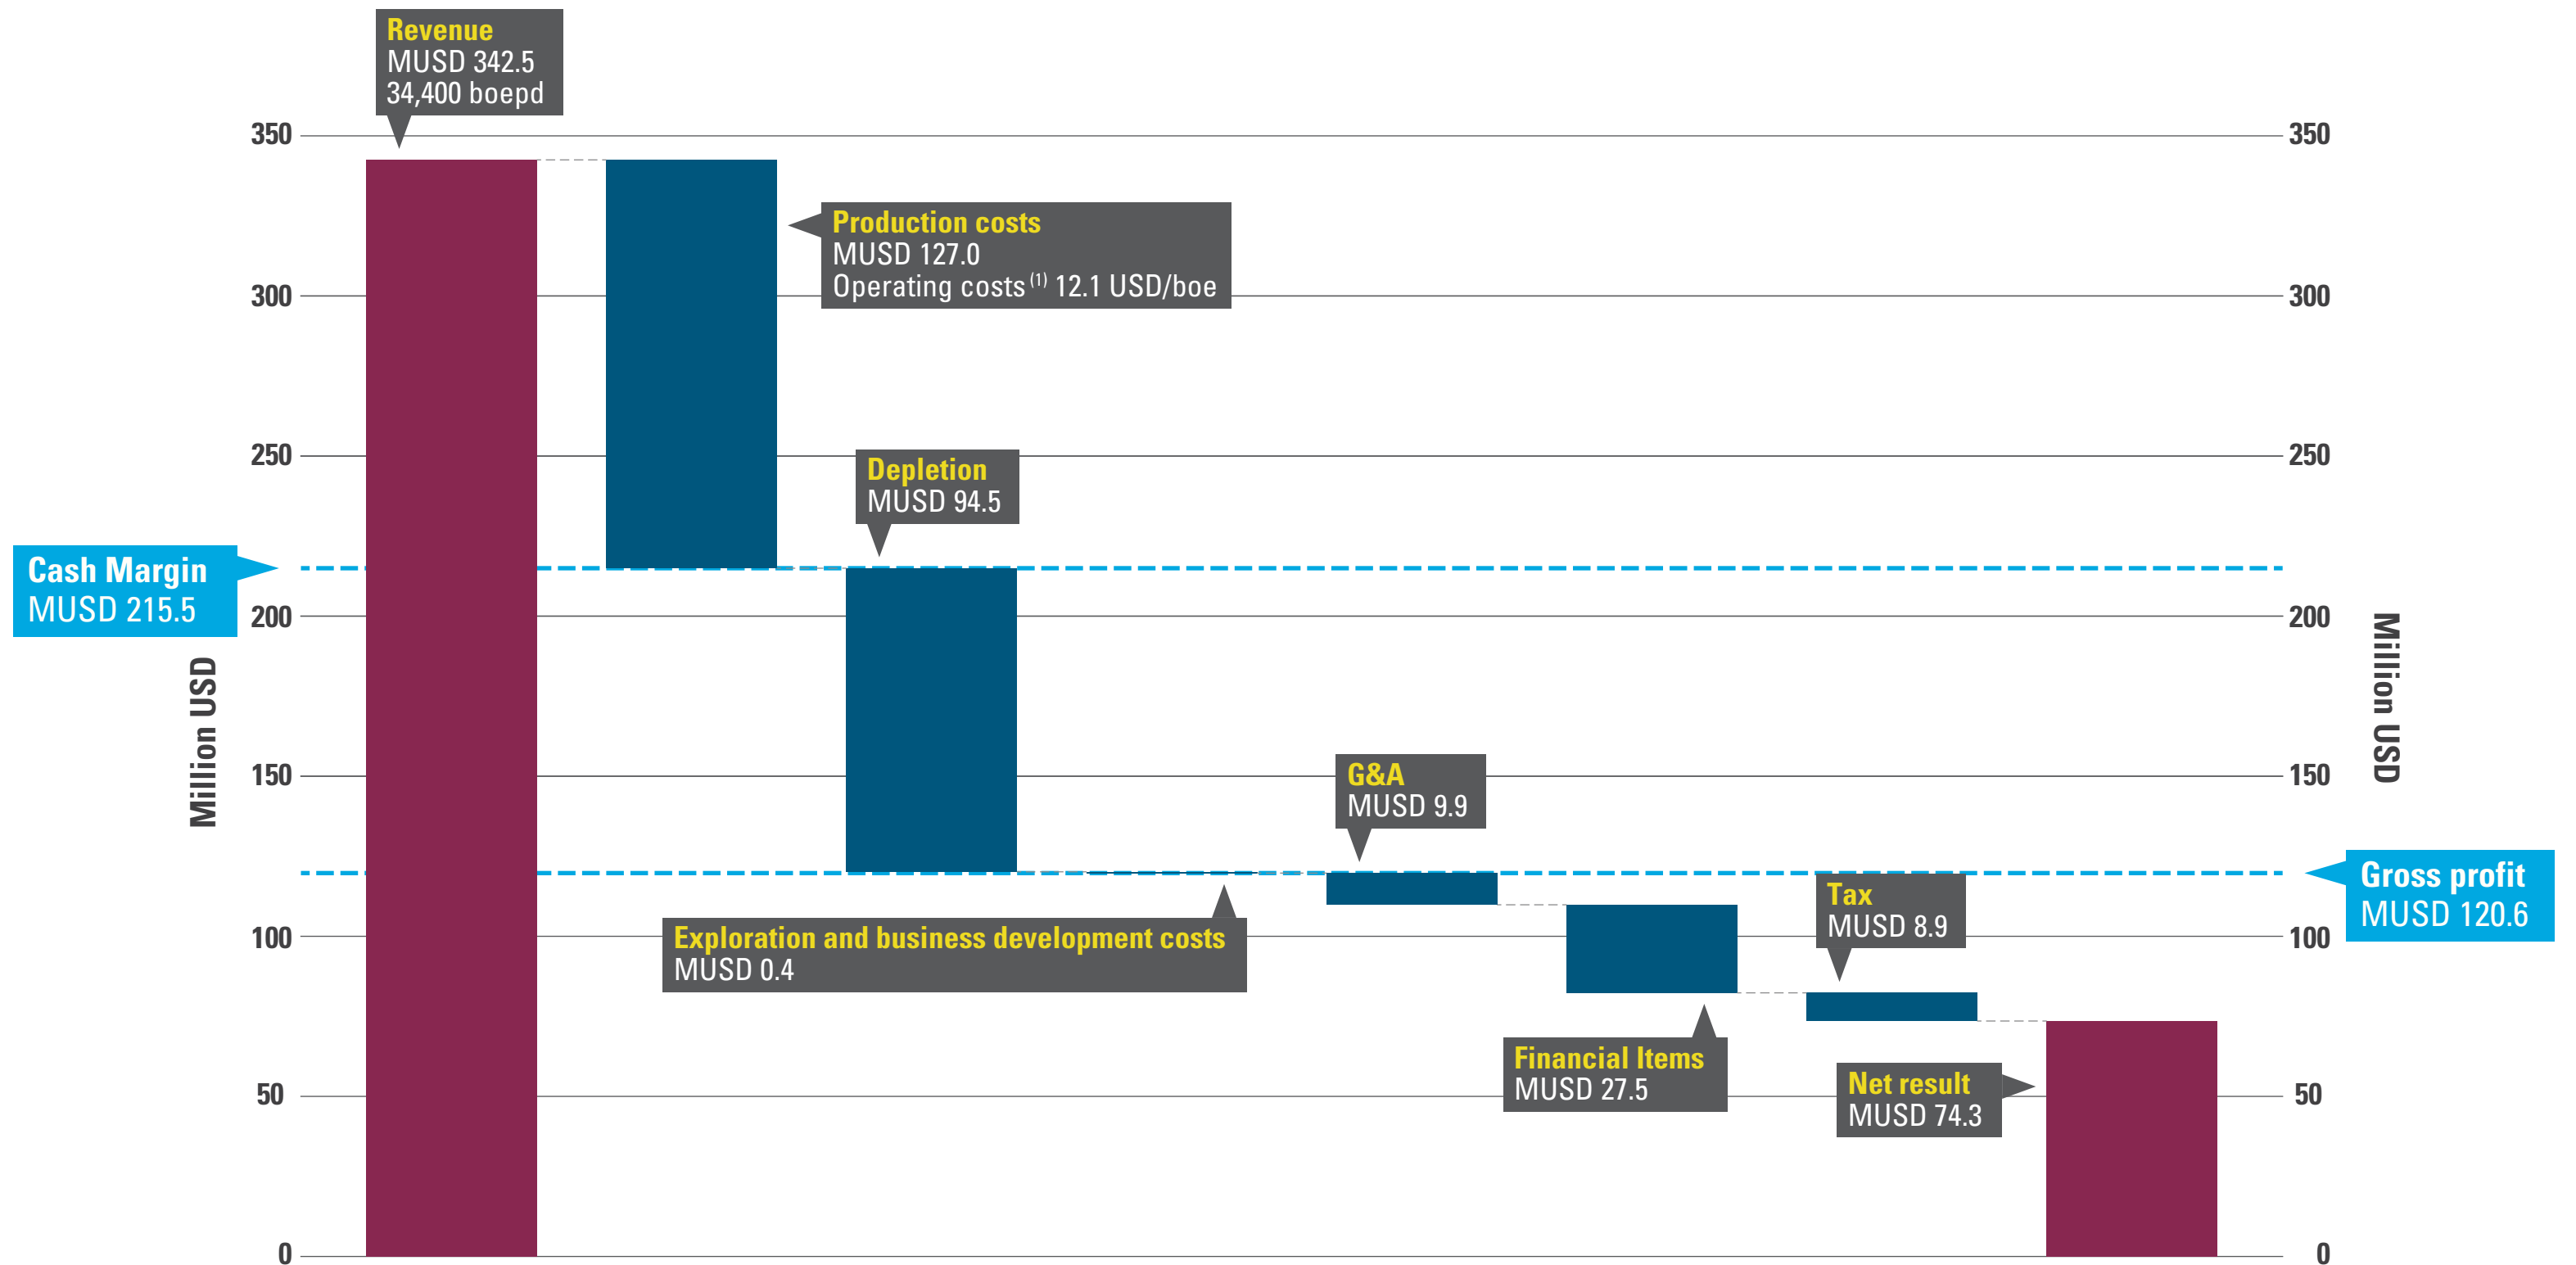 Revenue
MUSD 342.5
34,400 boepd
350
350
Production costs
MUSD 127.0
Operating costs (1) 12.1 USD/boe
300
300
250
250
Depletion
MUSD 94.5
Cash Margin
MUSD 215.5
200
200
Million USD
Million USD
150
150
G&A
MUSD 9.9
Gross profit
MUSD 120.6
Tax
MUSD 8.9
Exploration and business development costs
MUSD 0.4
100
100
Financial Items
MUSD 27.5
Net result
MUSD 74.3
50
50
0
0